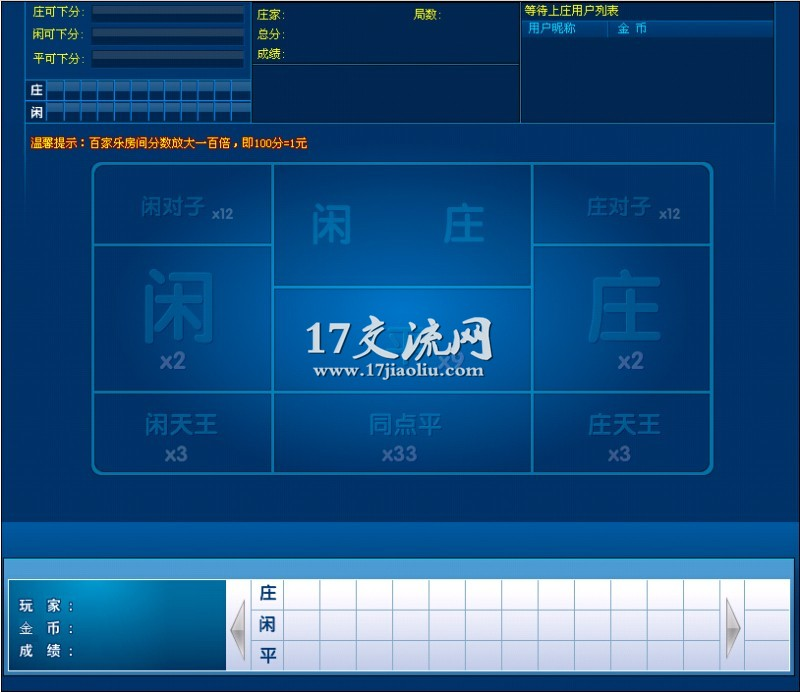 庄可下分:
闲可下分:
平可下分:
庄
闲
庄家:
局数:
总分:
成绩:
等待上庄用户列表
用户昵称 金 币
温馨提示:百家乐房间分数放大一百倍,即100分=1元
闲对子 x12
闲 庄
庄对子 x12
闲
x2
x9
庄
x2
17交流网
www.17jiaoliu.com
闲天王
x3
同点平
x33
庄天王
x3
玩 家 :
金 币 :
成 绩 :
庄
闲
平